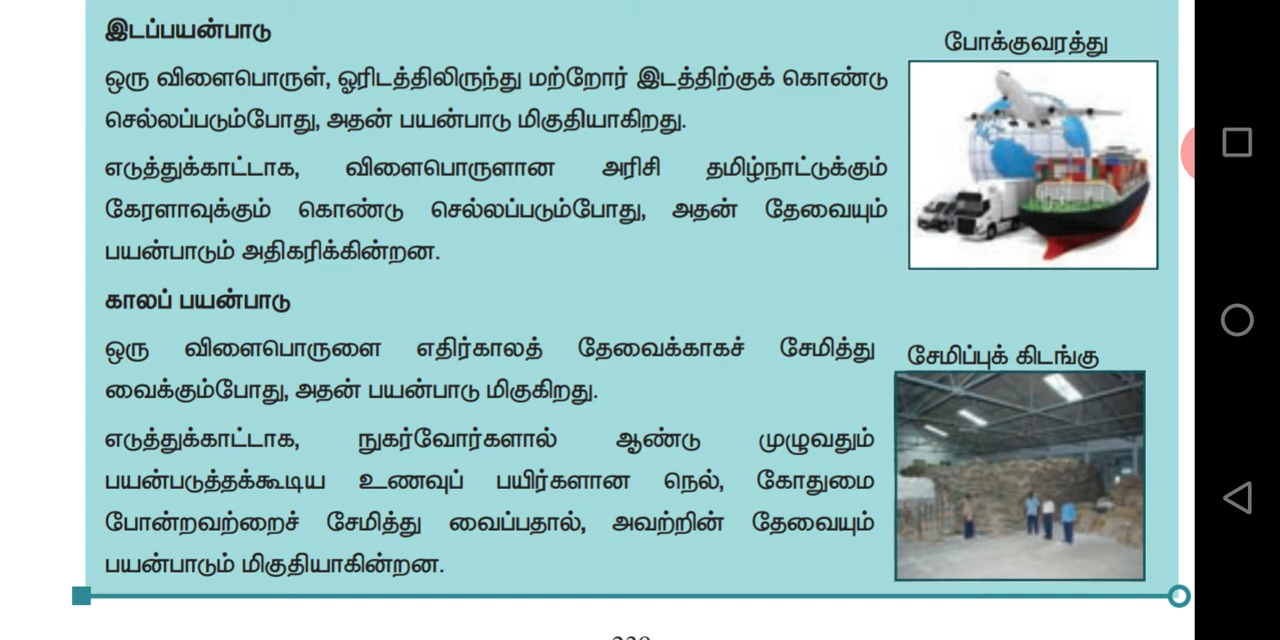 இடப்பயன்பாடு
போக்குவரத்து
ஒரு விளைபொருள், ஓரிடத்திலிருந்து மற்றோர் இடத்திற்குக் கொண்டு
செல்லப்படும்போது, அதன் பயன்பாடு மிகுதியாகிறது.
எடுத்துக்காட்டாக, விளைபொருளான அரிசி தமிழ்நாட்டுக்கும்
கேரளாவுக்கும் கொண்டு செல்லப்படும்போது, அதன் தேவையும்
பயன்பாடும் அதிகரிக்கின்றன.
காலப் பயன்பாடு
ஒரு விளைபொருளை எதிர்காலத் தேவைக்காகச் சேமித்து
வைக்கும்போது, அதன் பயன்பாடு மிகுகிறது.
சேமிப்புக் கிடங்கு
எடுத்துக்காட்டாக, நுகர்வோர்களால் ஆண்டு முழுவதும்
பயன்படுத்தக்கூடிய உணவுப் பயிர்களான நெல், கோதுமை
போன்றவற்றைச் சேமித்து வைப்பதால், அவற்றின் தேவையும்
பயன்பாடும் மிகுதியாகின்றன.